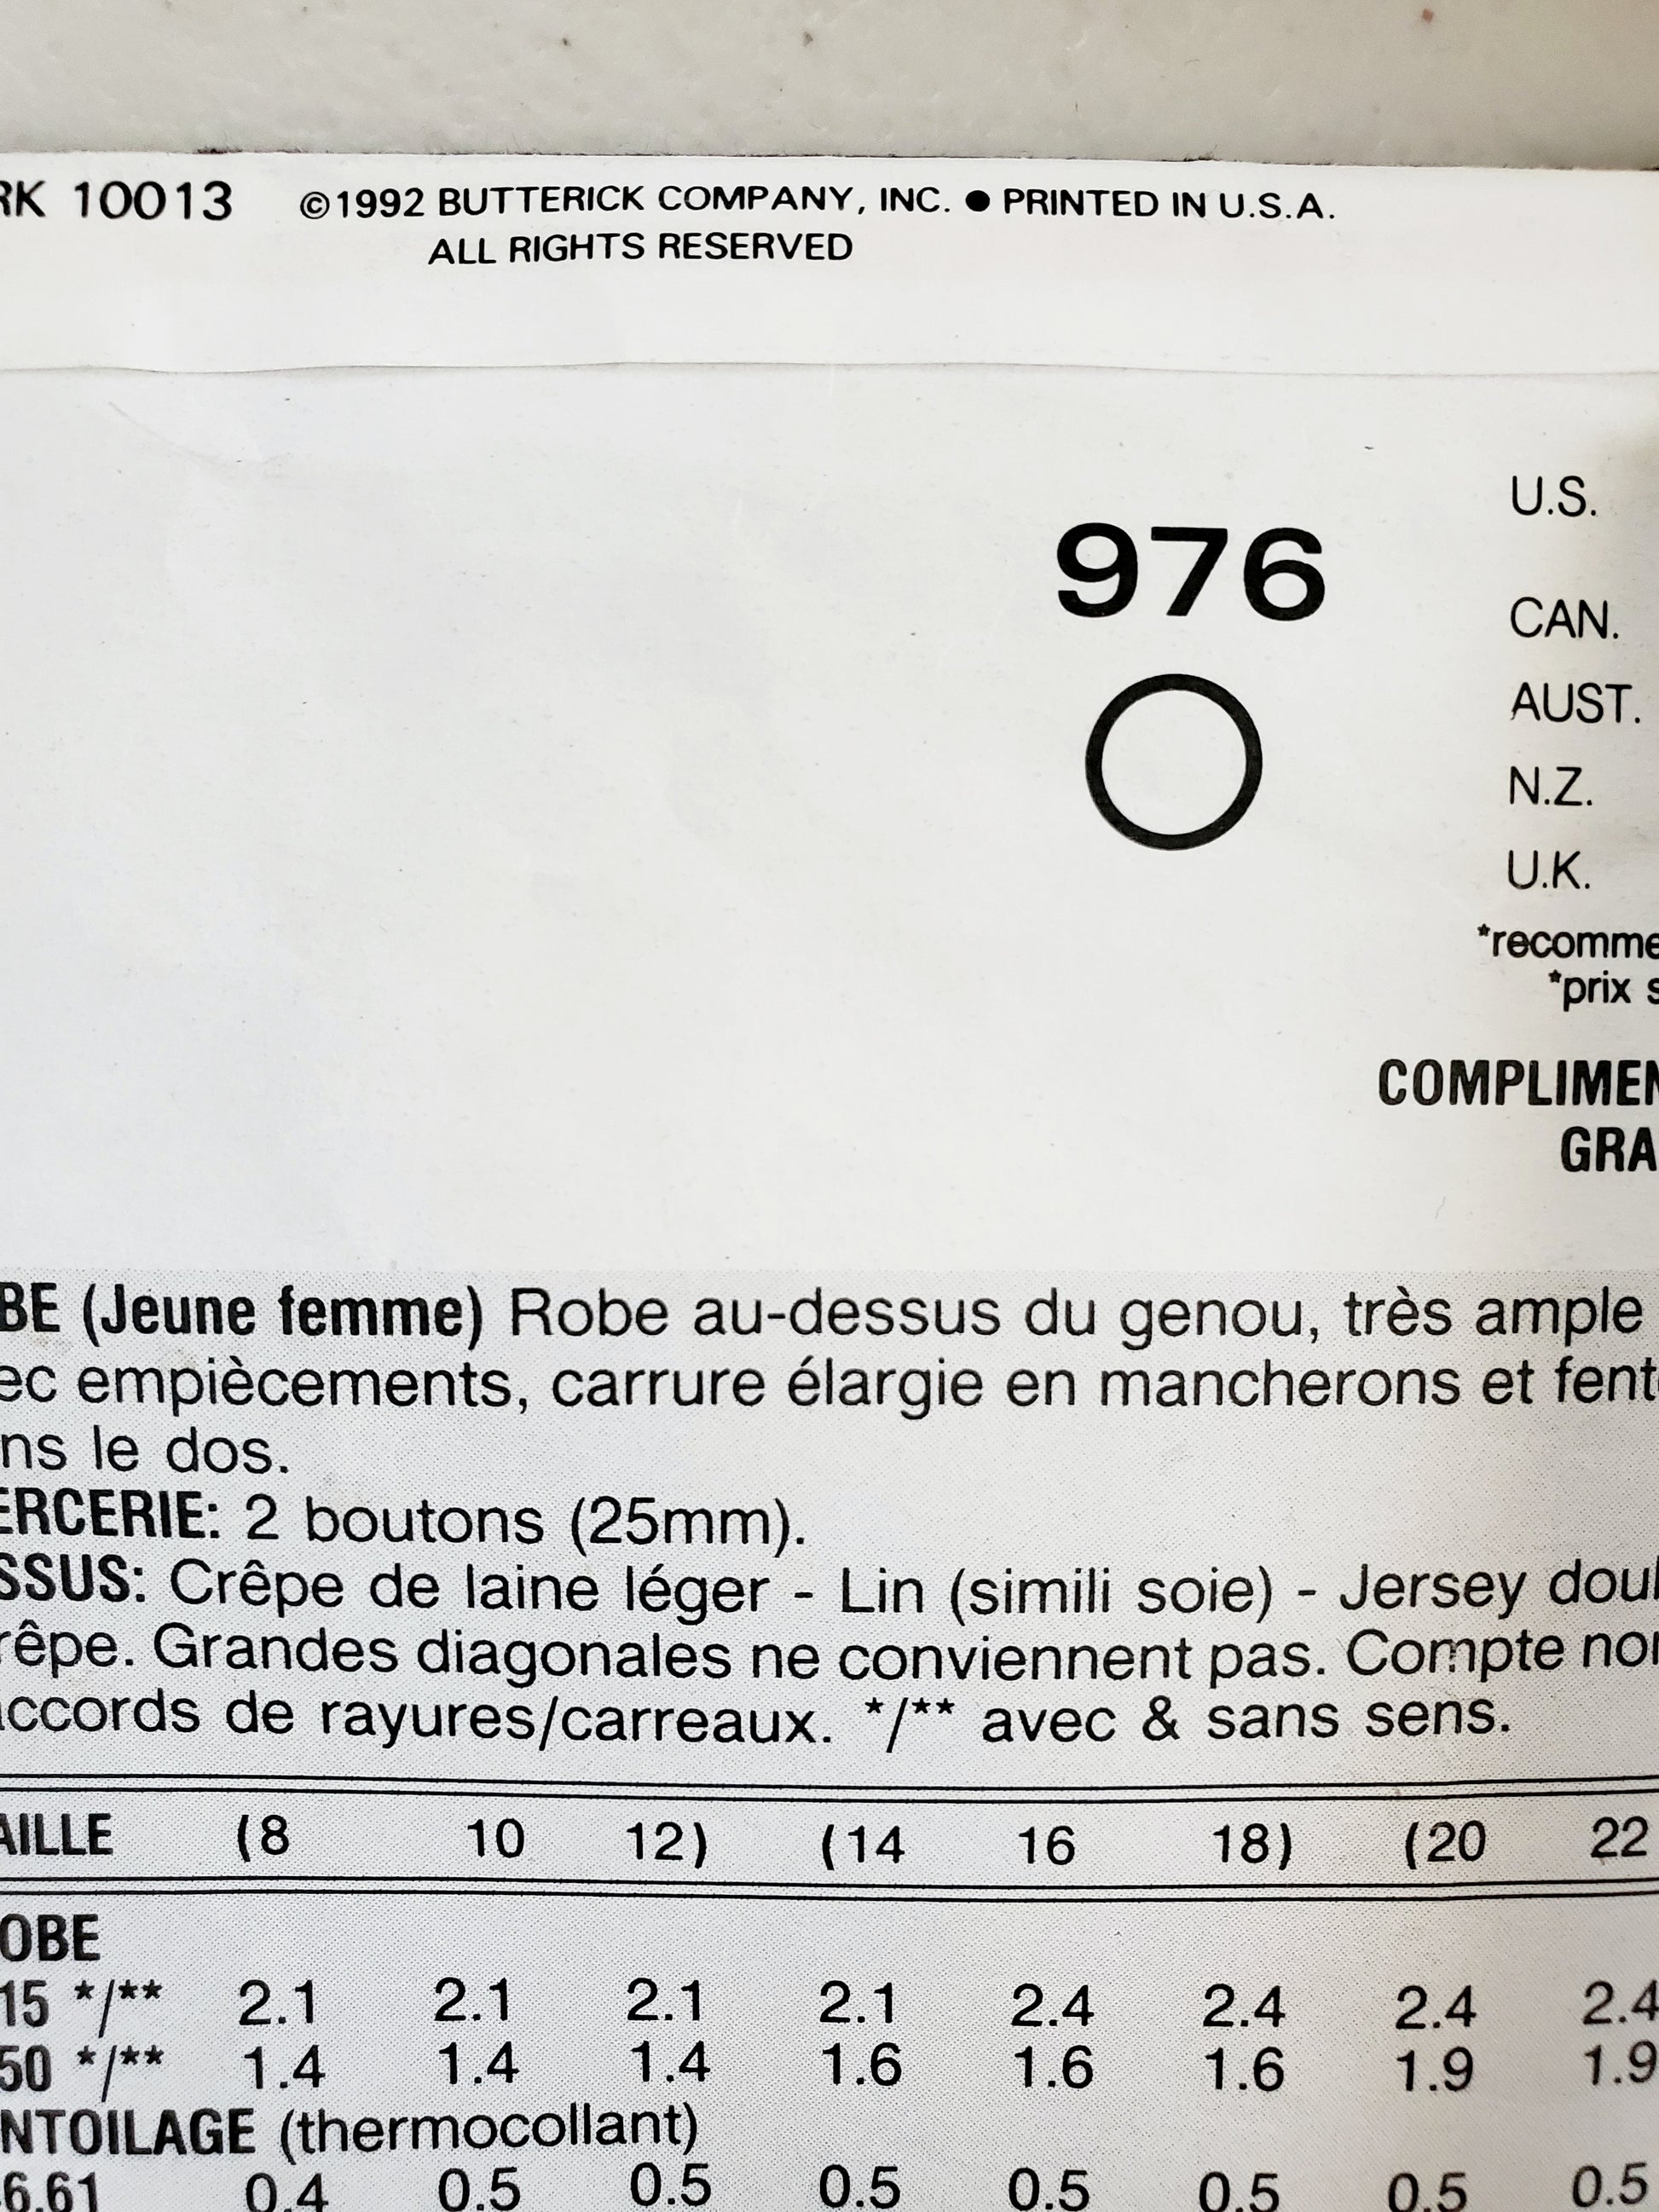 RK 10013 ©1992 BUTTERICK COMPANY, INC. ● PRINTED IN U.S.A.
ALL RIGHTS RESERVED
976
U.S.
CAN.
AUST.
N.Z.
U.K.
*recomme
*prix s
COMPLIMEN
GRA
BE (Jeune femme) Robe au-dessus du genou, très ample
ec empiècements, carrure élargie en mancherons et fent
ns le dos.
ERCERIE: 2 boutons (25mm).
SSUS: Crêpe de laine léger - Lin (simili soie) - Jersey doub
rêpe. Grandes diagonales ne conviennent pas. Compte non
accords de rayures/carreaux. */** avec & sans sens.
AILLE (8 10 12) (14 16 18) (20 22
OBE
15 */** 2.1 2.1 2.1 2.1 2.4 2.4 2.4 2.4
50 */** 1.4 1.4 1.4 1.6 1.6 1.6 1.9 1.9
NTOILAGE (thermocollant)
6.61 0.4 0.5 0.5 0.5 0.5 0.5 0.5 0.5